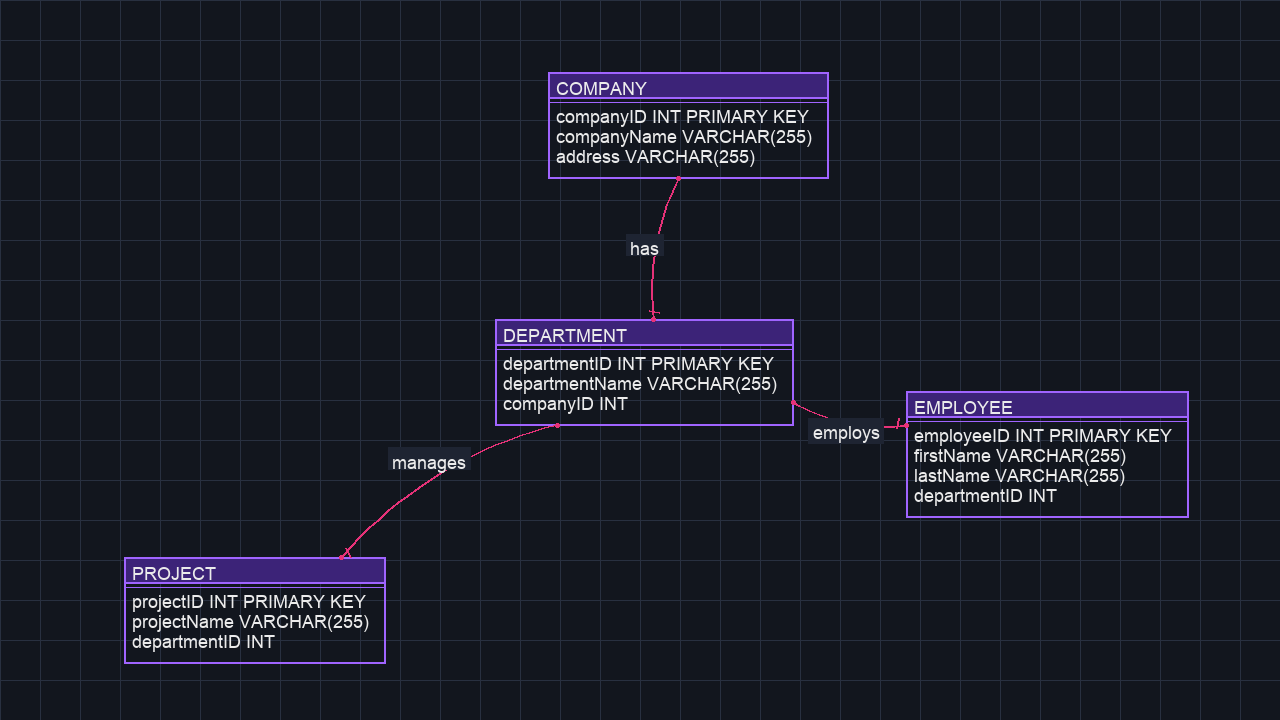 COMPANY
companyID INT PRIMARY KEY
companyName VARCHAR(255)
address VARCHAR(255)
has
DEPARTMENT
departmentID INT PRIMARY KEY
departmentName VARCHAR(255)
companyID INT
employs
EMPLOYEE
employeeID INT PRIMARY KEY
firstName VARCHAR(255)
lastName VARCHAR(255)
departmentID INT
manages
PROJECT
projectID INT PRIMARY KEY
projectName VARCHAR(255)
departmentID INT